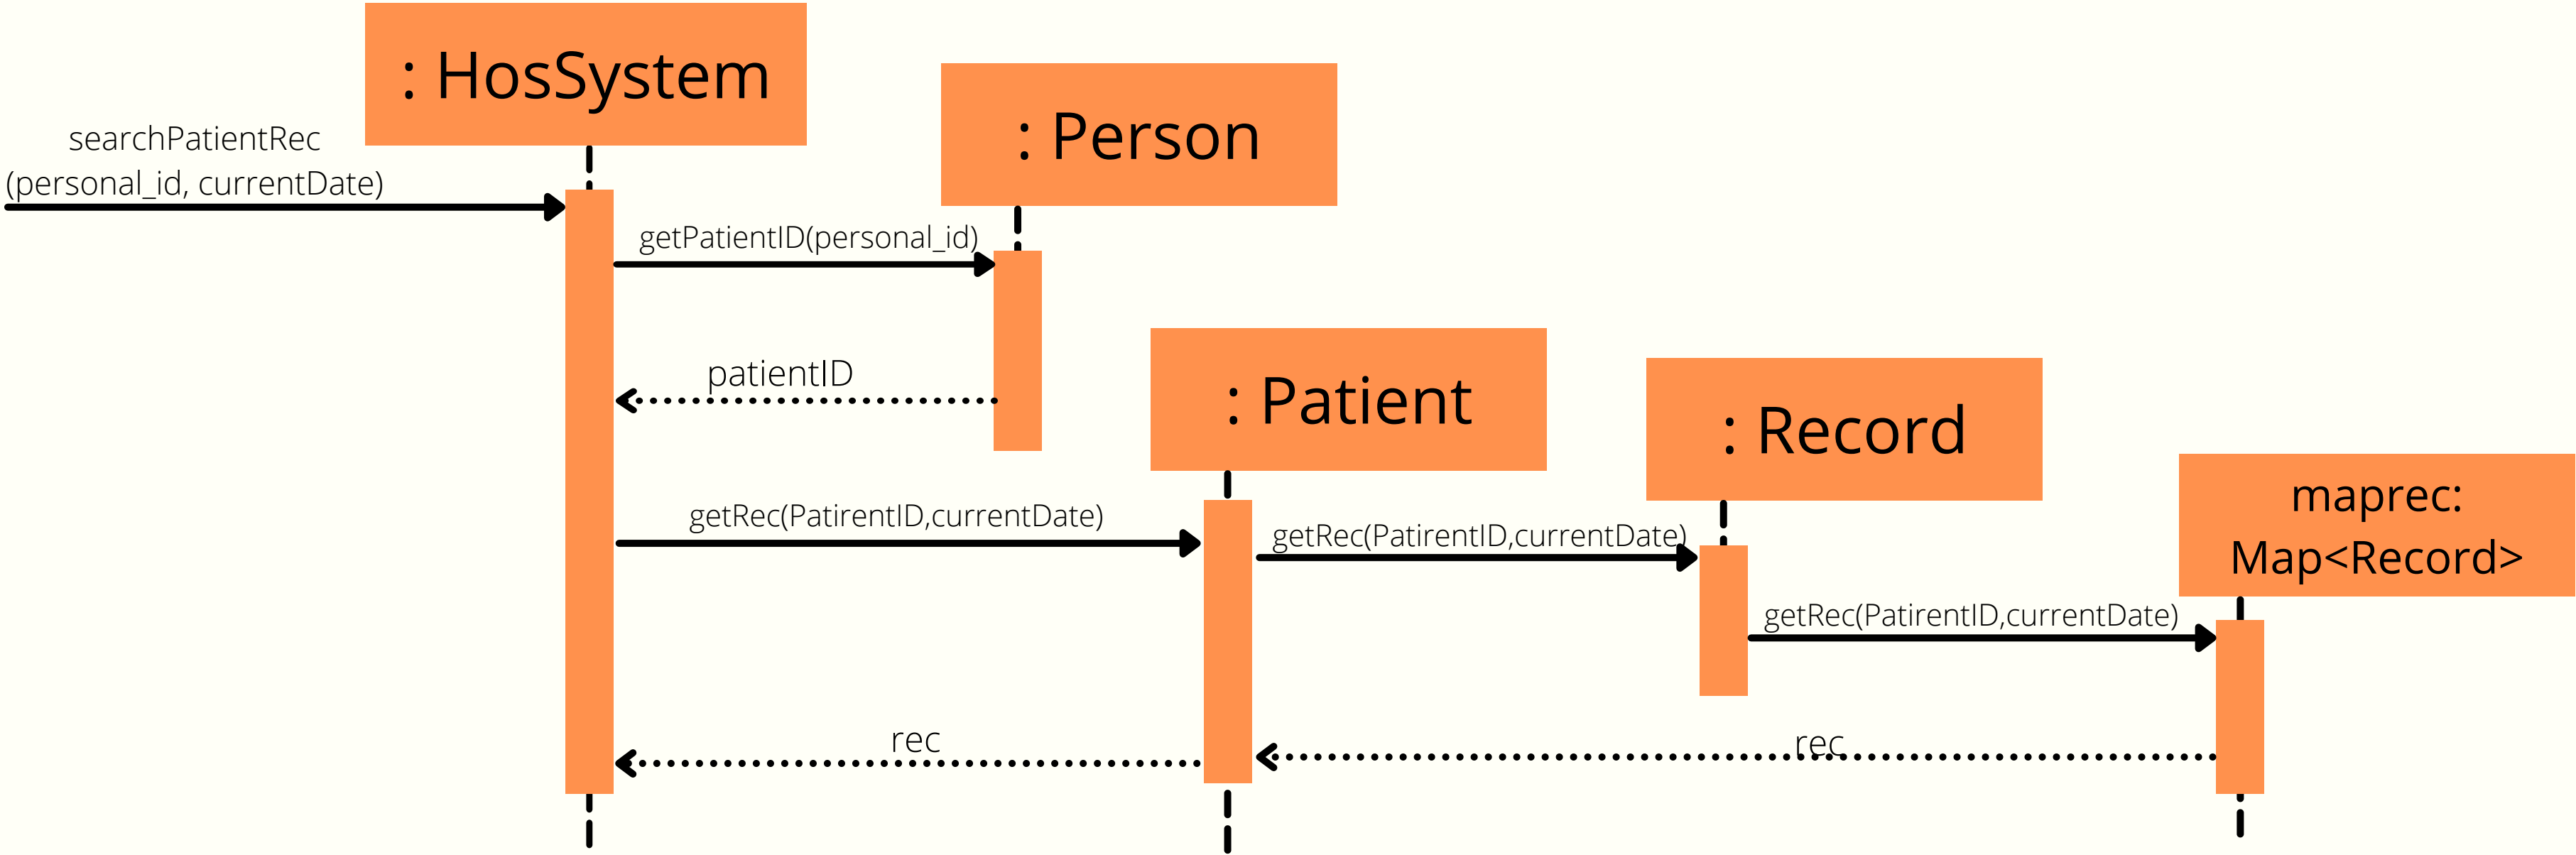 : HosSystem
: Person
searchPatientRec
(personal_id, currentDate)
getPatientID(personal_id)
patientID
: Patient
: Record
maprec:
Map<Record>
getRec(PatirentID,currentDate)
getRec(PatirentID,currentDate)
getRec(PatirentID,currentDate)
rec
rec